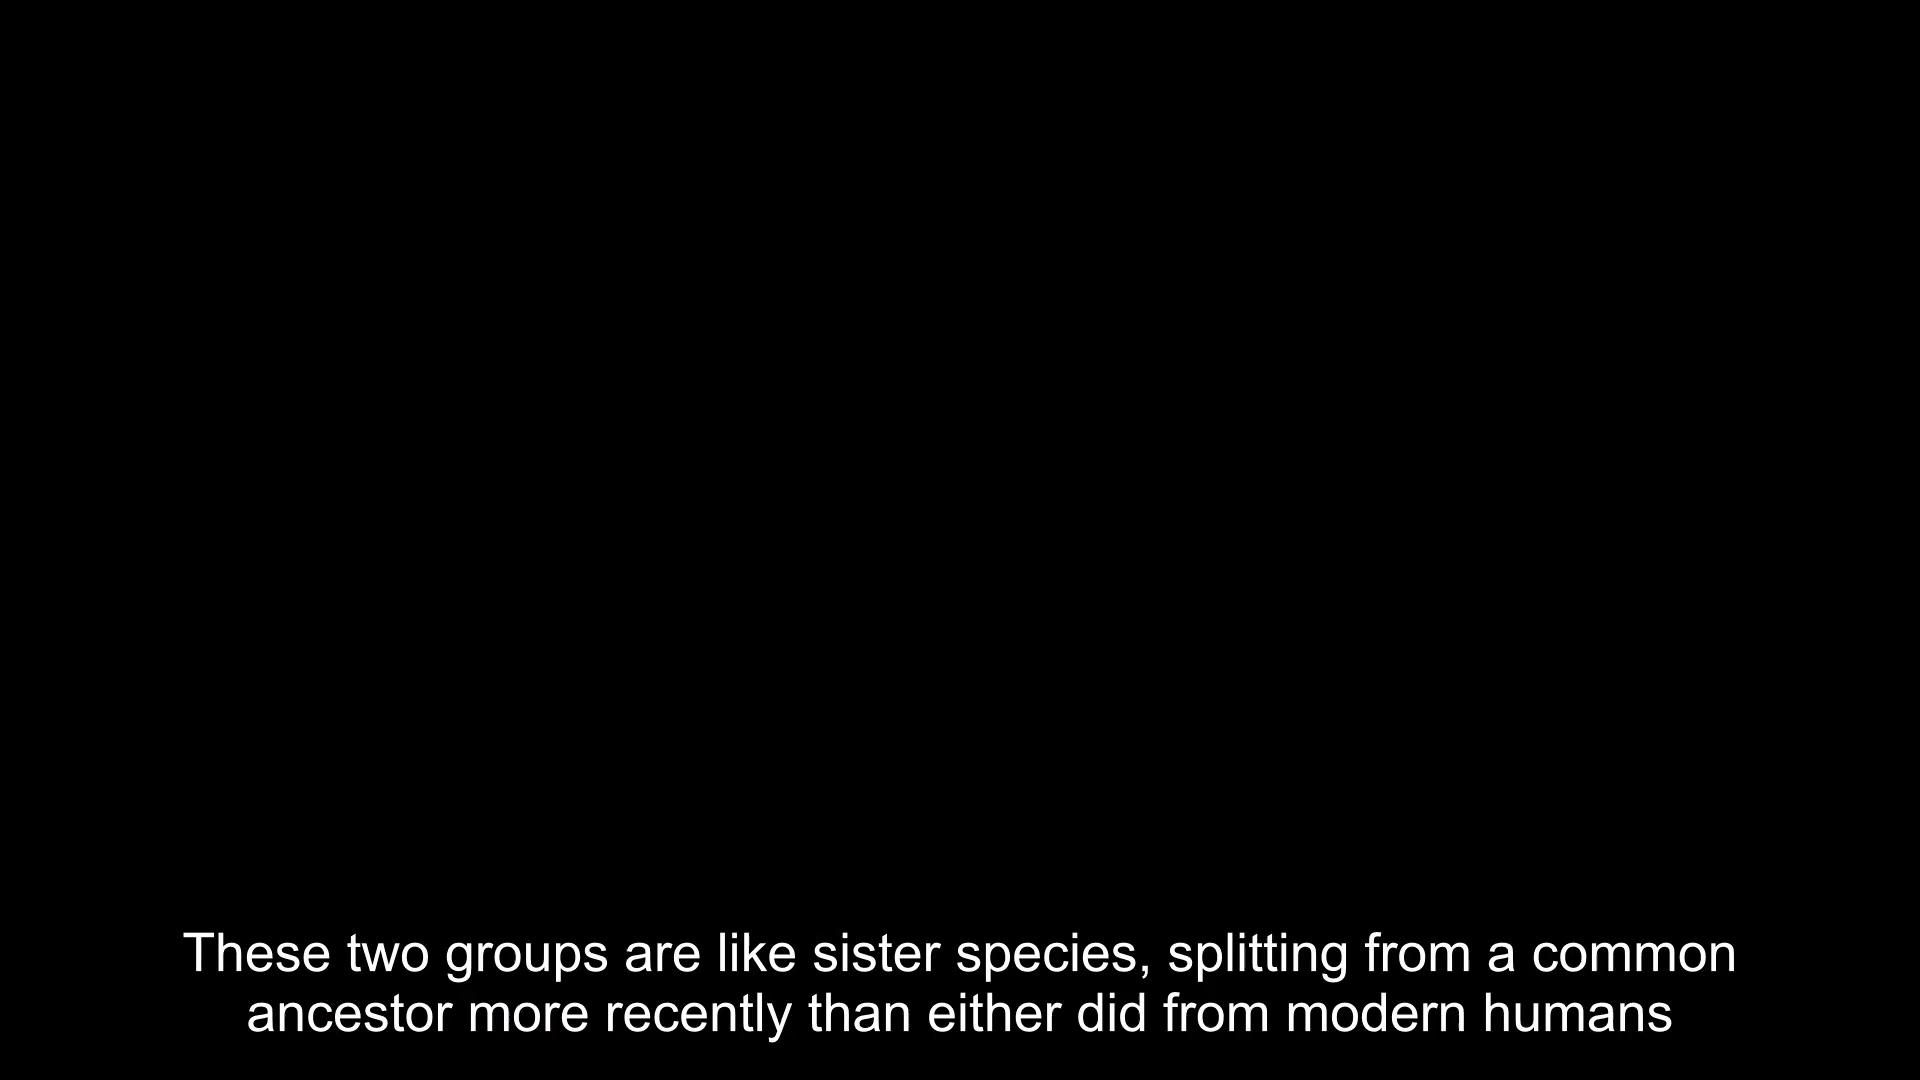 These two groups are like sister species, splitting from a common
ancestor more recently than either did from modern humans